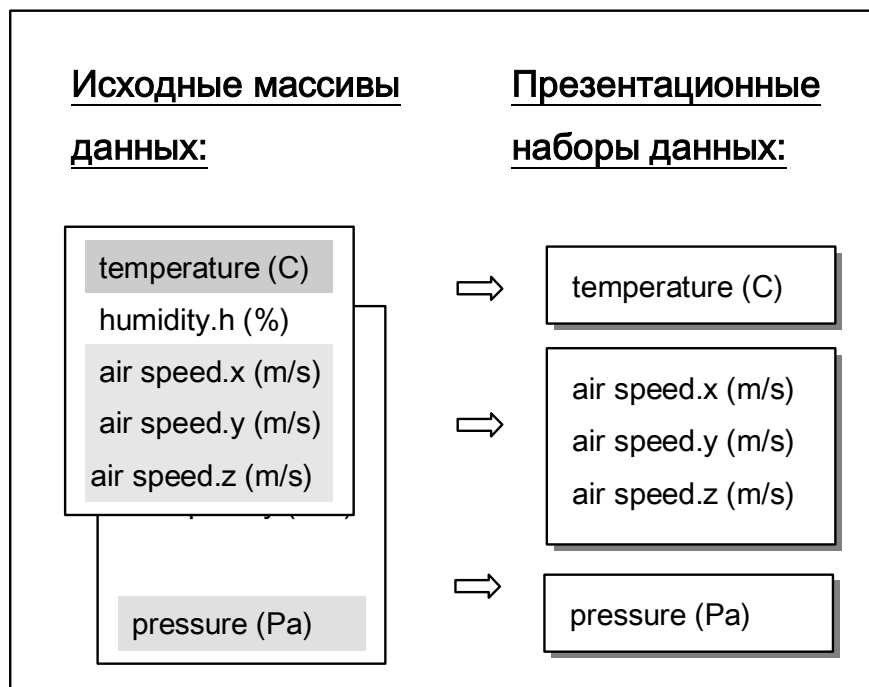 Исходные массивы
данных:
temperature (C)
humidity.h (%)
air speed.x (m/s)
air speed.y (m/s)
air speed.z (m/s)
pressure (Pa)
Презентационные
наборы данных:
temperature (C)
air speed.x (m/s)
air speed.y (m/s)
air speed.z (m/s)
pressure (Pa)